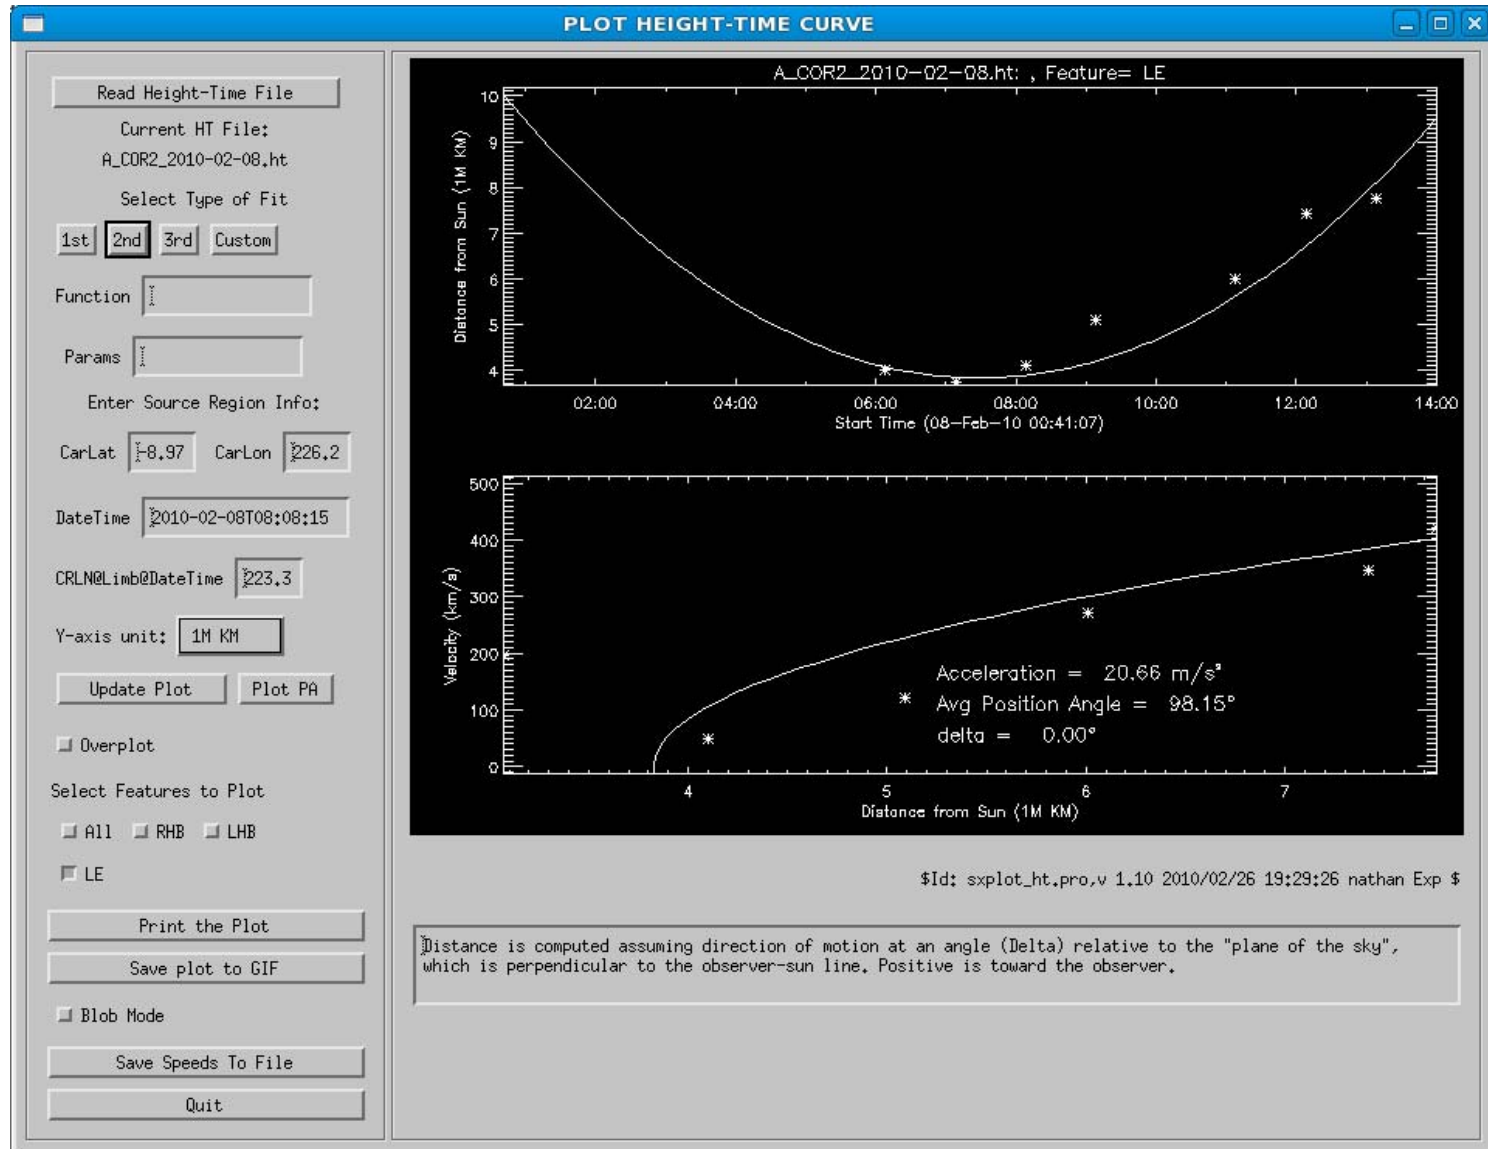 PLOT HEIGHT-TIME CURVE
Read Height-Time File
Current HT File:
A_COR2_2010-02-08.ht
Select Type of Fit
1st 2nd 3rd Custom
Function
Params
Enter Source Region Info:
CarLat -8.97 CarLon 226.2
DateTime 2010-02-08T08:08:15
CRLN@Limb@DateTime 223.3
Y-axis unit: 1M KM
Update Plot Plot PA
Overplot
Select Features to Plot
All RHB LHB
LE
Print the Plot
Save plot to GIF
Blob Mode
Save Speeds To File
Quit
A_COR2_2010-02-08.ht: , Feature= LE
Distance from Sun (1M KM)
10
9
8
7
6
5
4
02:00 04:00 06:00 08:00 10:00 12:00 14:00
Start Time (08-Feb-10 00:41:07)
Velocity (km/s)
500
400
300
200
100
0
Acceleration = 20.66 m/s²
Avg Position Angle = 98.15°
delta = 0.00°
4 5 6 7
Distance from Sun (1M KM)
$Id: sxplot_ht.pro,v 1.10 2010/02/26 19:29:26 nathan Exp $
Distance is computed assuming direction of motion at an angle (Delta) relative to the "plane of the sky",
which is perpendicular to the observer-sun line. Positive is toward the observer.